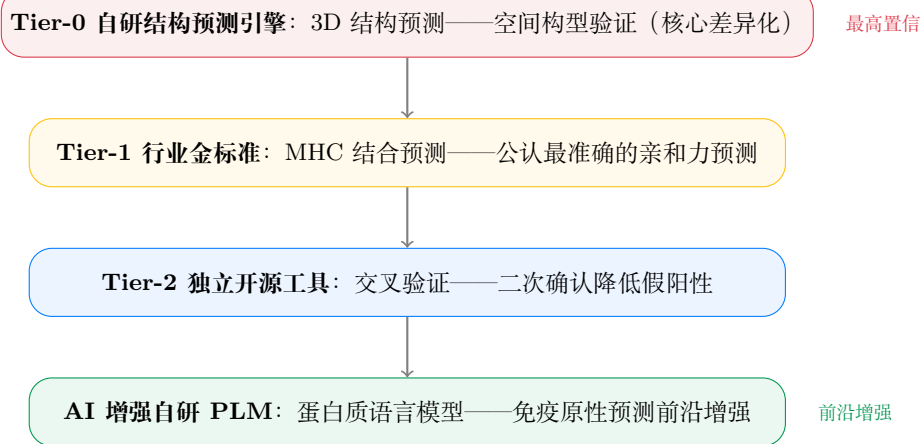 Tier-0 自研结构预测引擎：3D 结构预测——空间构型验证（核心差异化）
最高置信
Tier-1 行业金标准：MHC 结合预测——公认最准确的亲和力预测
Tier-2 独立开源工具：交叉验证——二次确认降低假阳性
AI 增强自研 PLM：蛋白质语言模型——免疫原性预测前沿增强
前沿增强